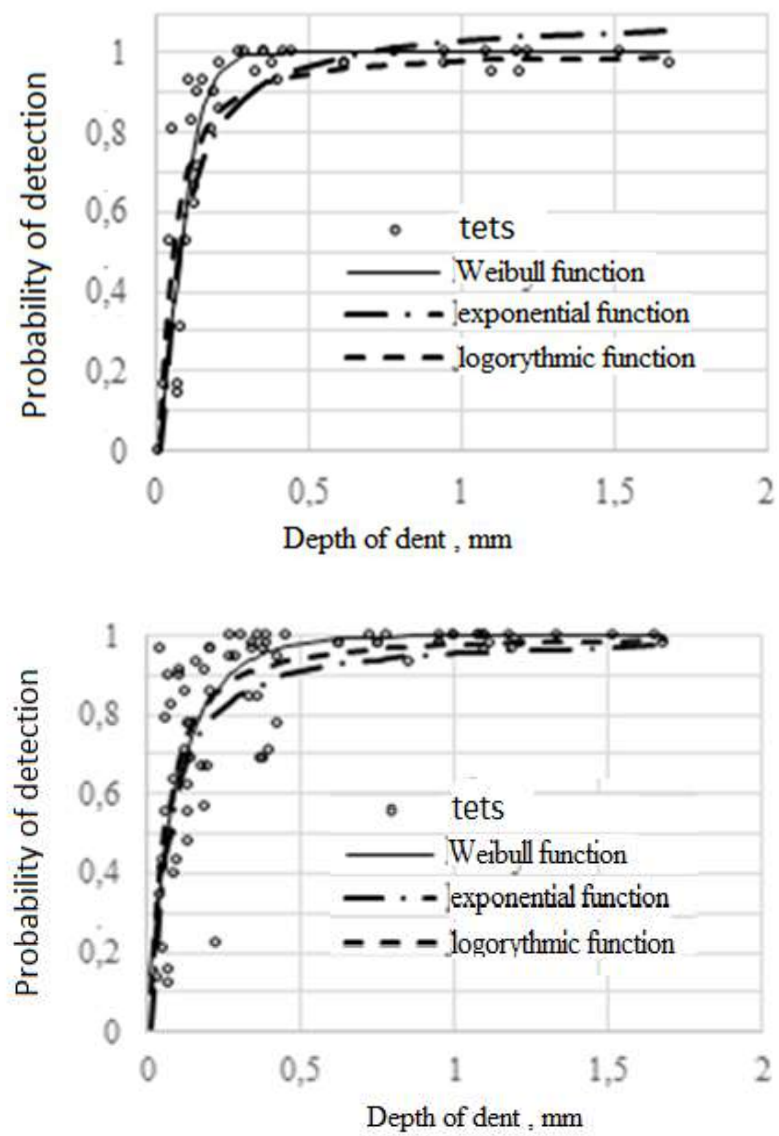 Probability of detection
1
0,8
0,6
0,4
0,2
0
0
0,5
1
1,5
2
tets
Weibull function
exponential function
logorythmic function
Depth of dent , mm
Probability of detection
1
0,8
0,6
0,4
0,2
0
0
0,5
1
1,5
2
tets
Weibull function
exponential function
logorythmic function
Depth of dent , mm